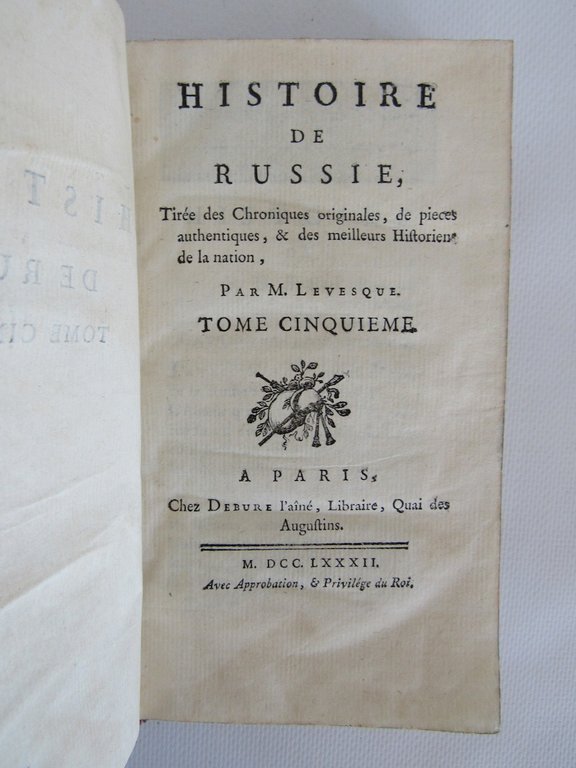 HISTOIRE
DE
RUSSIE,
Tirée des Chroniques originales, de pieces
authentiques, & des meilleurs Historiens
de la nation,
PAR M. LEVESQUE.
TOME CINQUIEME.
A PARIS,
Chez DEBURE l'aîné, Libraire, Quai des
Augustins.
M. DCC. LXXXII.
Avec Approbation, & Privilége du Roi.